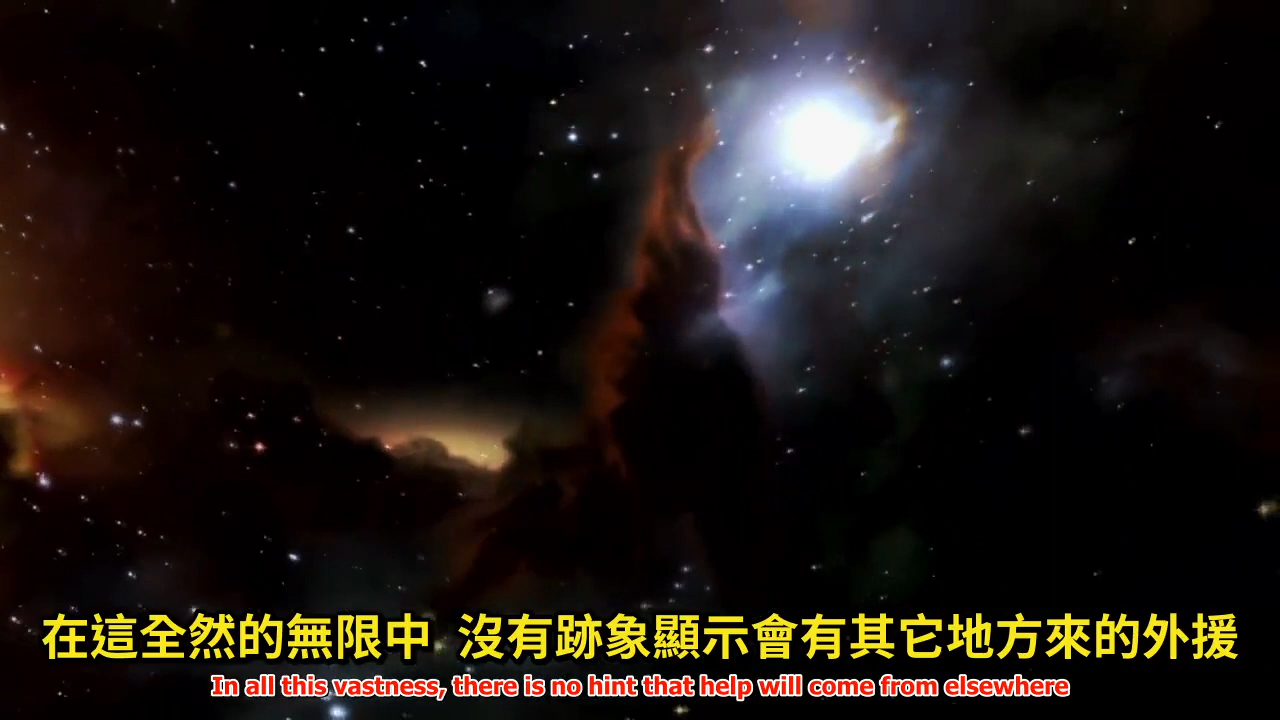 在這全然的無限中 沒有跡象顯示會有其它地方來的外援
In all this vastness, there is no hint that help will come from elsewhere